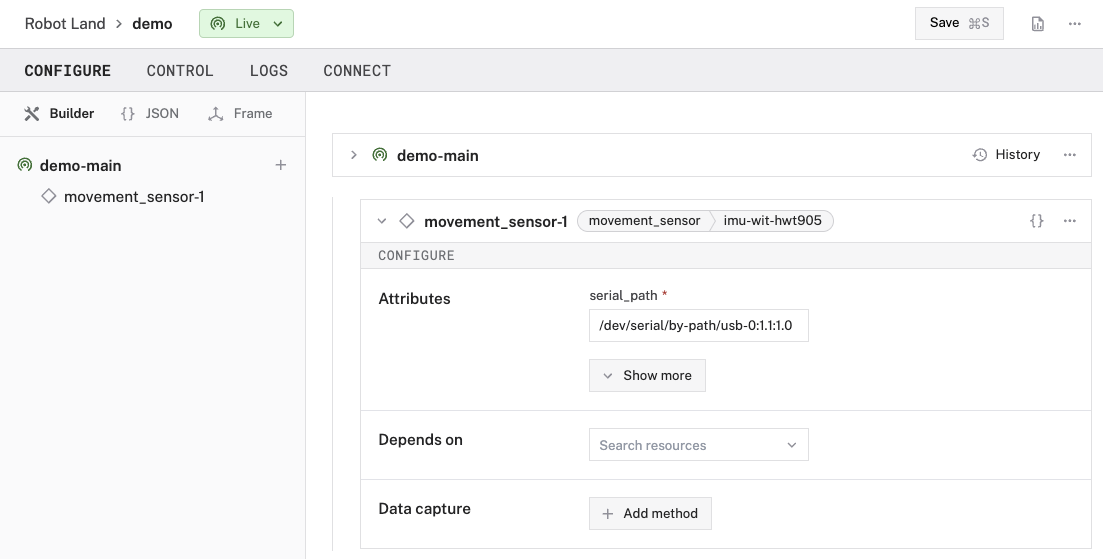 Robot Land > demo Live Save ⌘S
CONFIGURE CONTROL LOGS CONNECT
Builder {} JSON Frame
demo-main
movement_sensor-1
demo-main History
movement_sensor-1 movement_sensor imu-wit-hwt905 {}
CONFIGURE
Attributes
serial_path *
/dev/serial/by-path/usb-0:1.1:1.0
Show more
Depends on
Search resources
Data capture
+ Add method